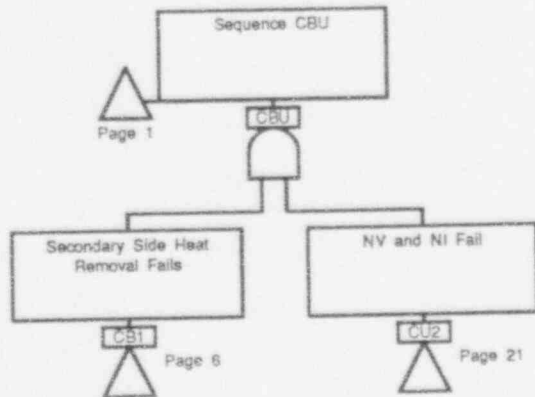 Sequence CBU
Page 1
CBU
Secondary Side Heat
Removal Fails
NV and NI Fail
CB1
Page 6
CU2
Page 21